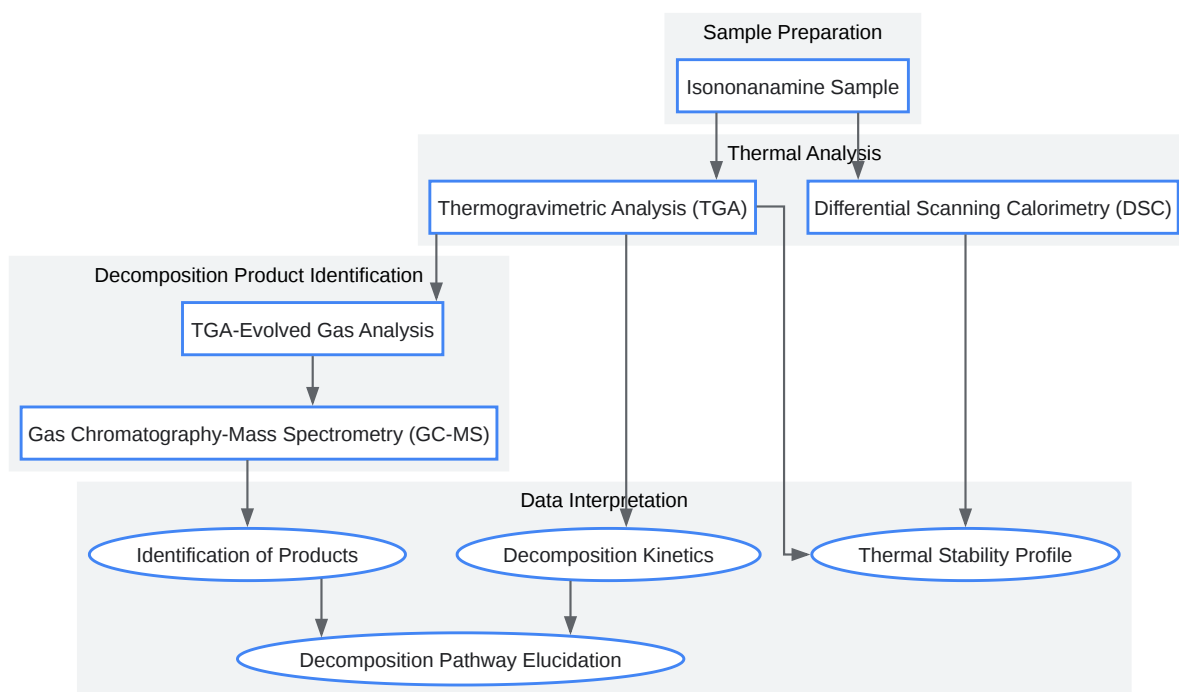 Sample Preparation
Isononanamine Sample
Thermal Analysis
Thermogravimetric Analysis (TGA)
Differential Scanning Calorimetry (DSC)
Decomposition Product Identification
TGA-Evolved Gas Analysis
Gas Chromatography-Mass Spectrometry (GC-MS)
Data Interpretation
Identification of Products
Decomposition Kinetics
Thermal Stability Profile
Decomposition Pathway Elucidation